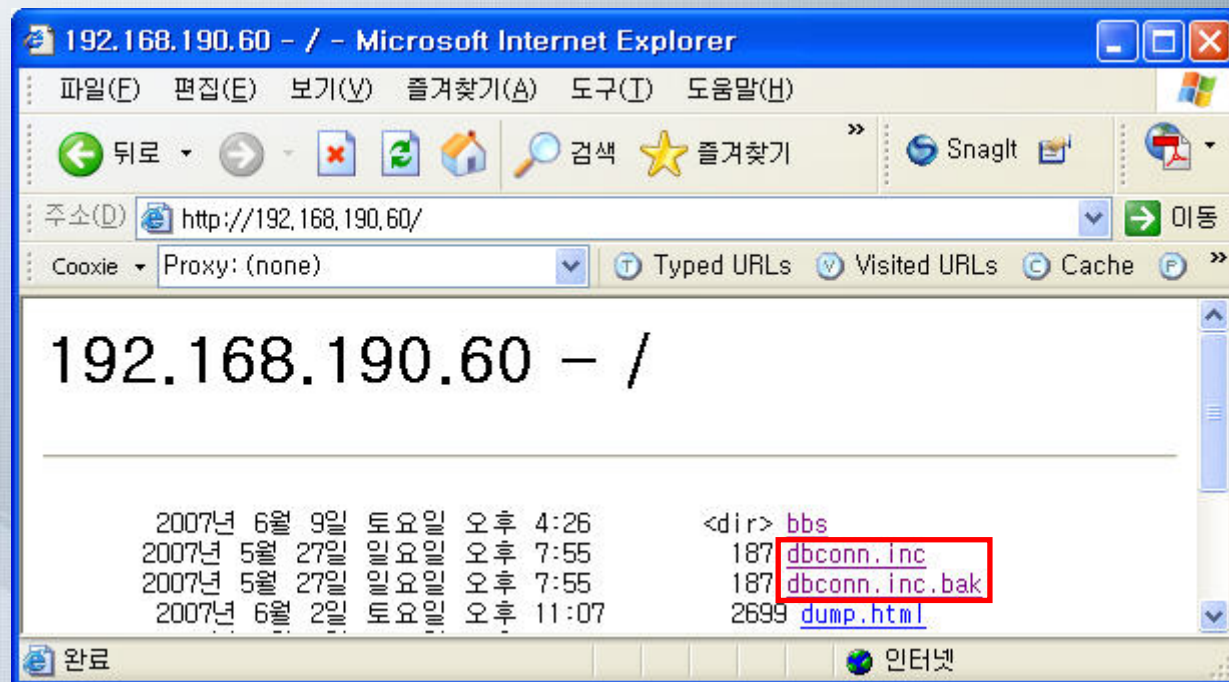 192.168.190.60 - / - Microsoft Internet Explorer
파일(F) 편집(E) 보기(V) 즐겨찾기(A) 도구(T) 도움말(H)
뒤로 검색 즐겨찾기 » SnagIt
주소(D) http://192.168.190.60/ 이동
Cooxie Proxy: (none) T Typed URLs V Visited URLs C Cache P »
192.168.190.60 - /
2007년 6월 9일 토요일 오후 4:26 <dir> bbs
2007년 5월 27일 일요일 오후 7:55 187 dbconn.inc
2007년 5월 27일 일요일 오후 7:55 187 dbconn.inc.bak
2007년 6월 2일 토요일 오후 11:07 2699 dump.html
완료 인터넷